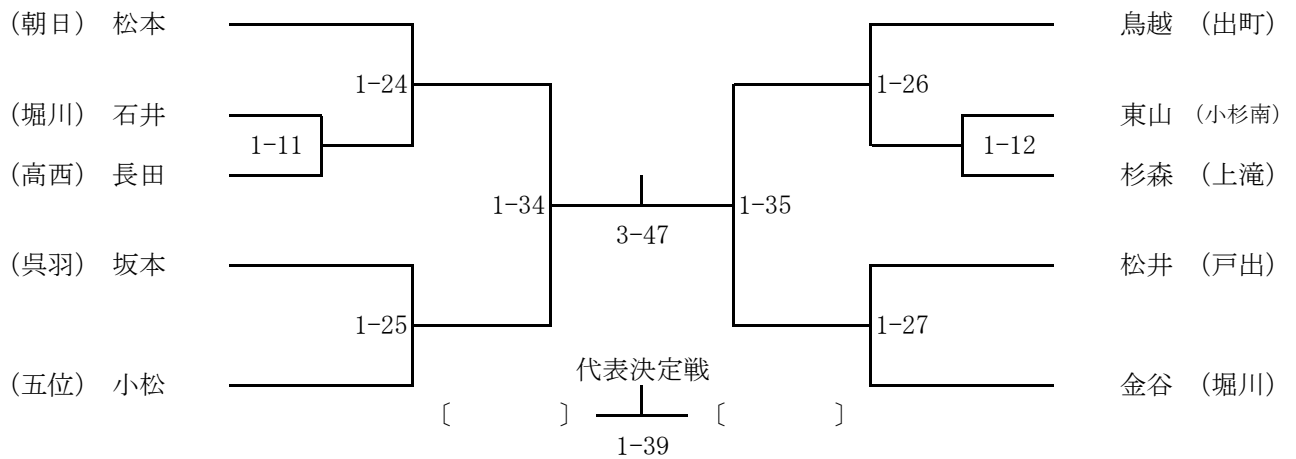 (朝日) 松本
鳥越 (出町)
1-24
1-26
(堀川) 石井
東山 (小杉南)
1-11
1-12
(高西) 長田
杉森 (上滝)
1-34
1-35
3-47
(呉羽) 坂本
松井 (戸出)
1-25
1-27
代表決定戦
(五位) 小松
金谷 (堀川)
〔 〕 〔 〕
1-39